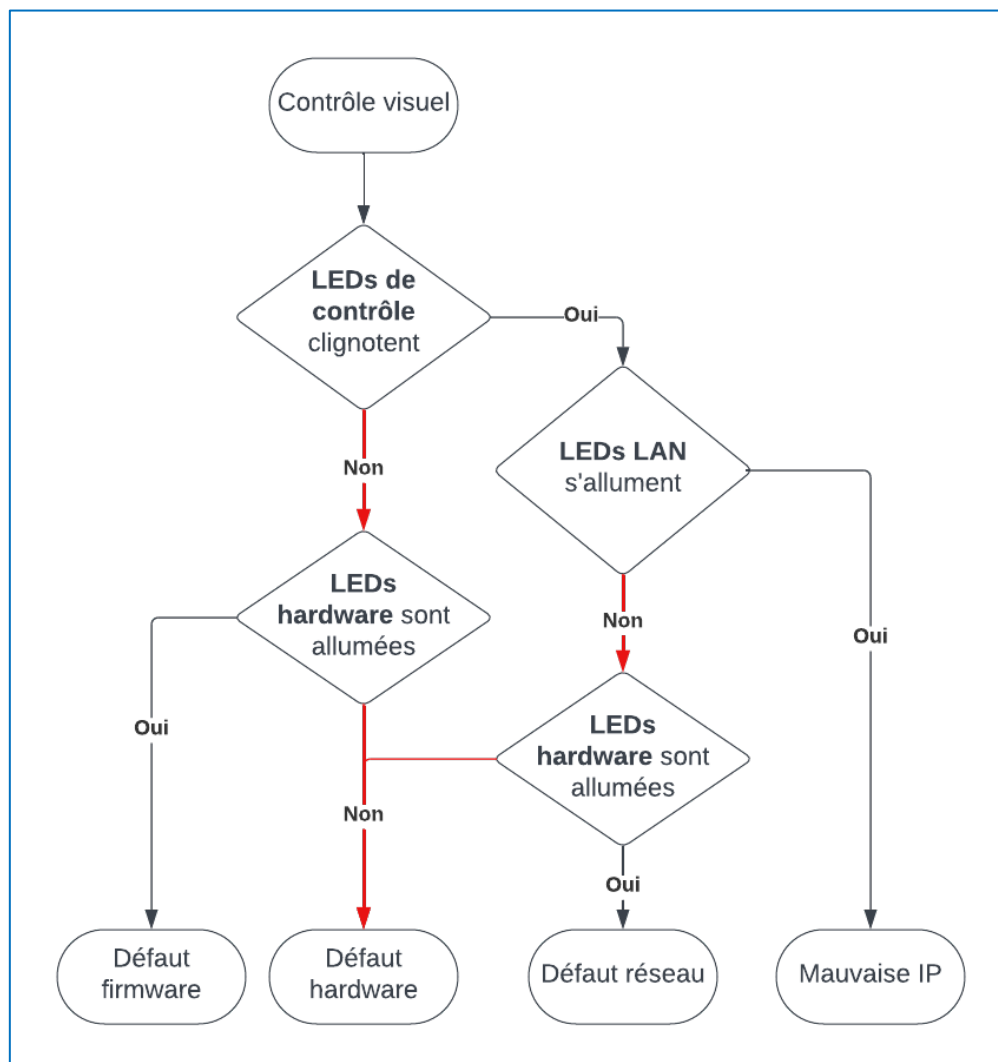 Contrôle visuel
LEDs de
contrôle
clignotent
Oui
LEDs LAN
s'allument
Non
LEDs
hardware sont
allumées
Non
Oui
LEDs
hardware sont
allumées
Oui
Non
Oui
Défaut
firmware
Défaut
hardware
Défaut réseau
Mauvaise IP